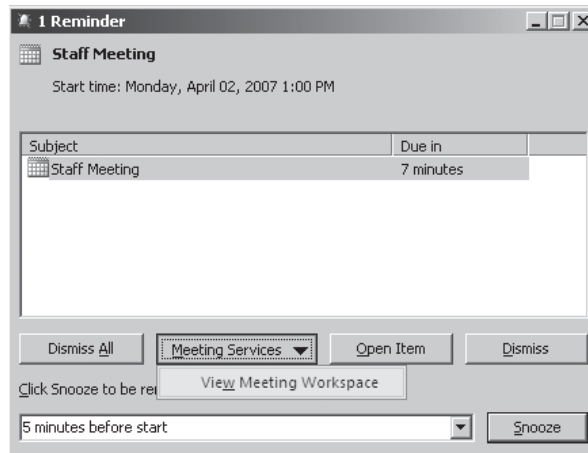 1 Reminder
Staff Meeting
Start time: Monday, April 02, 2007 1:00 PM
Subject Due in
Staff Meeting 7 minutes
Dismiss All Meeting Services Open Item Dismiss
View Meeting Workspace
Click Snooze to be
5 minutes before start Snooze